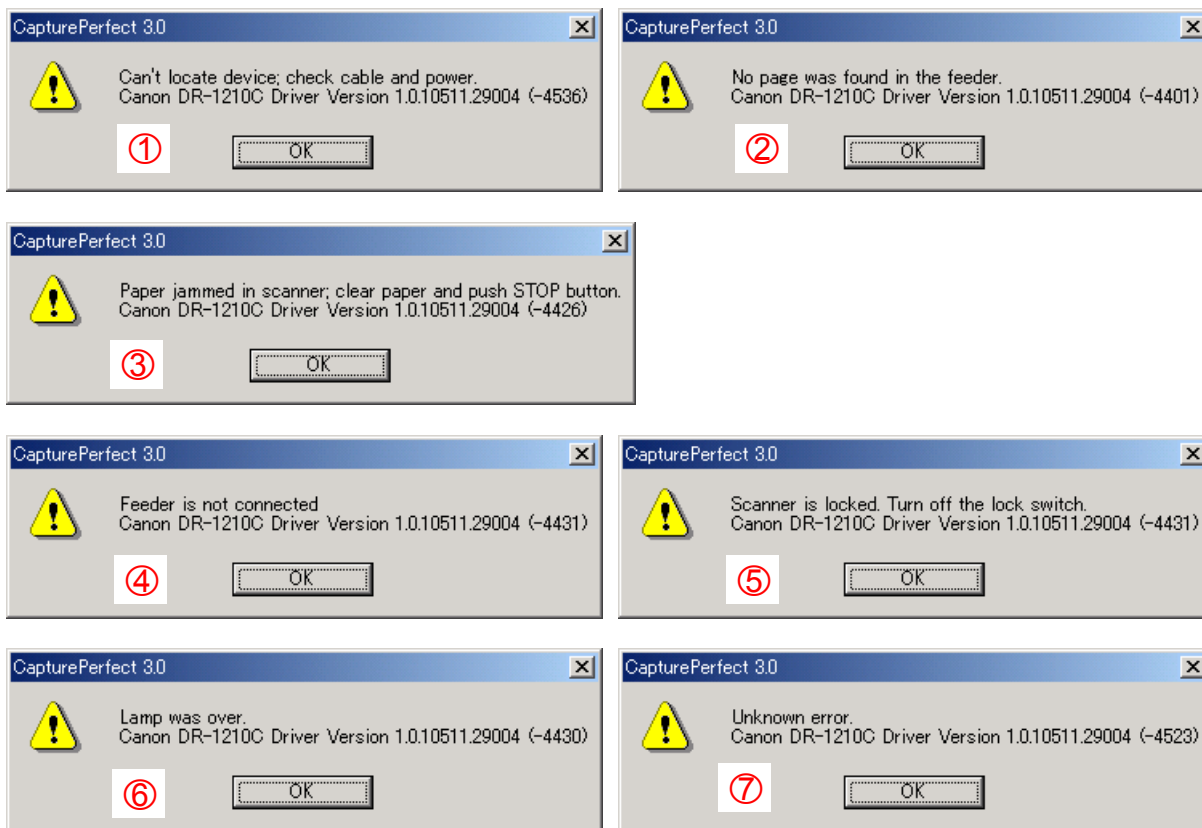 CapturePerfect 3.0
Can't locate device; check cable and power.
Canon DR-1210C Driver Version 1.0.10511.29004 (-4536)
① OK
CapturePerfect 3.0
No page was found in the feeder.
Canon DR-1210C Driver Version 1.0.10511.29004 (-4401)
② OK
CapturePerfect 3.0
Paper jammed in scanner; clear paper and push STOP button.
Canon DR-1210C Driver Version 1.0.10511.29004 (-4426)
③ OK
CapturePerfect 3.0
Feeder is not connected
Canon DR-1210C Driver Version 1.0.10511.29004 (-4431)
④ OK
CapturePerfect 3.0
Scanner is locked. Turn off the lock switch.
Canon DR-1210C Driver Version 1.0.10511.29004 (-4431)
⑤ OK
CapturePerfect 3.0
Lamp was over.
Canon DR-1210C Driver Version 1.0.10511.29004 (-4430)
⑥ OK
CapturePerfect 3.0
Unknown error.
Canon DR-1210C Driver Version 1.0.10511.29004 (-4523)
⑦ OK